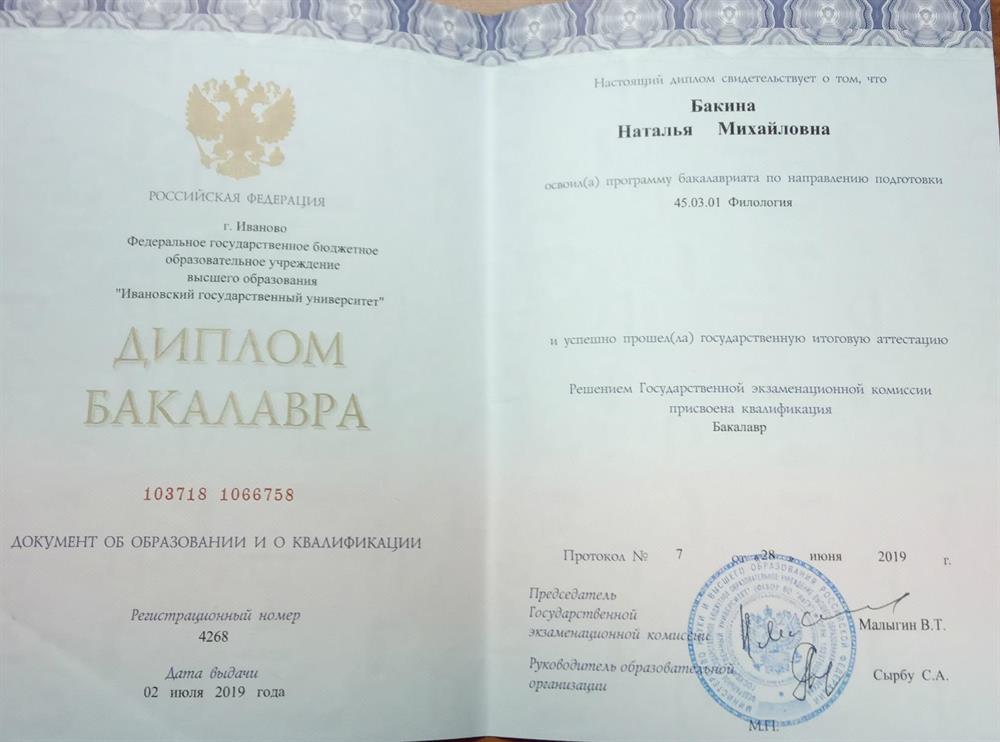 РОССИЙСКАЯ ФЕДЕРАЦИЯ
г. Иваново
Федеральное государственное бюджетное
образовательное учреждение
высшего образования
"Ивановский государственный университет"
ДИПЛОМ
БАКАЛАВРА
103718 1066758
ДОКУМЕНТ ОБ ОБРАЗОВАНИИ И О КВАЛИФИКАЦИИ
Регистрационный номер
4268
Дата выдачи
02 июля 2019 года
Настоящий диплом свидетельствует о том, что
Бакина
Наталья Михайловна
освоил(а) программу бакалавриата по направлению подготовки
45.03.01 Филология
и успешно прошел(ла) государственную итоговую аттестацию
Решением Государственной экзаменационной комиссии
присвоена квалификация
Бакалавр
Протокол № 7 от «28 » июня 2019 г.
Председатель
Государственной
экзаменационной комиссии
Малыгин В.Т.
Руководитель образовательной
организации
Сырбу С.А.
М.П.